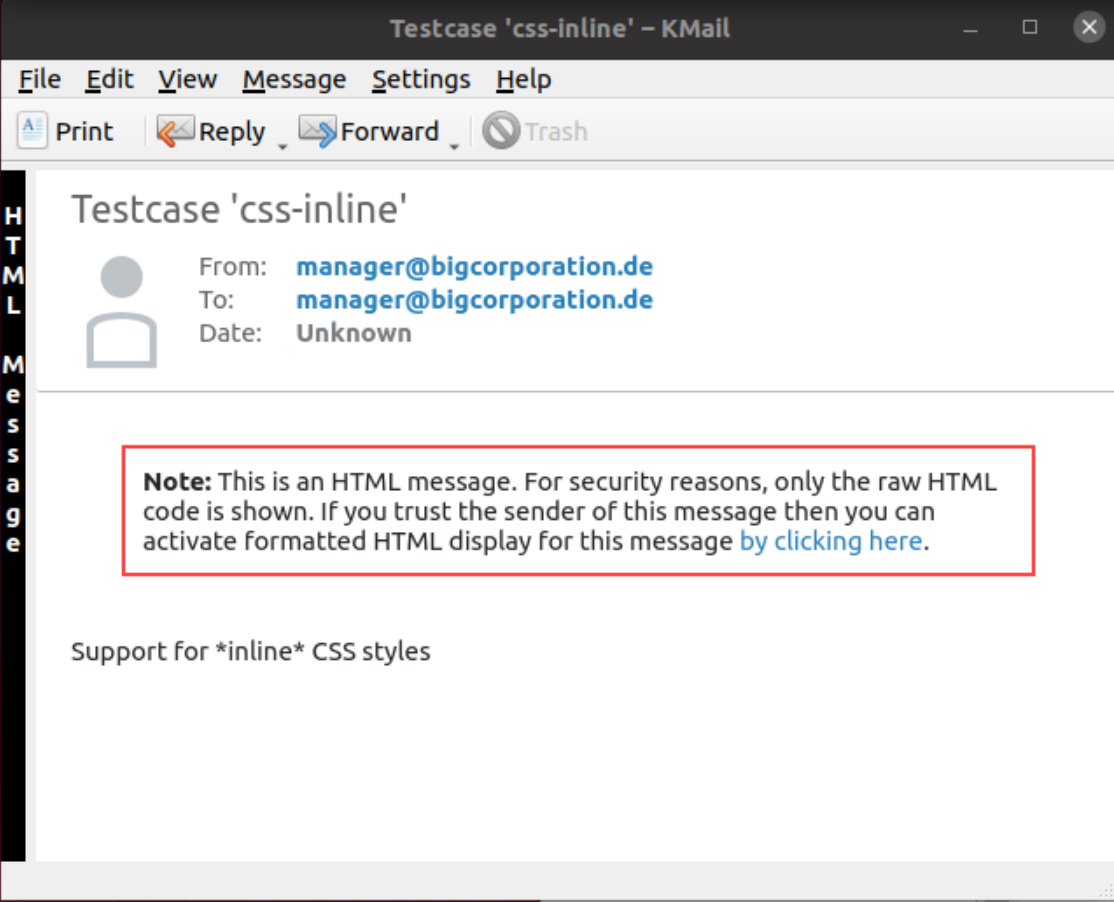 Testcase 'css-inline' – KMail
File Edit View Message Settings Help
Print Reply Forward Trash
HTML Message
Testcase 'css-inline'
From: manager@bigcorporation.de
To: manager@bigcorporation.de
Date: Unknown
Note: This is an HTML message. For security reasons, only the raw HTML
code is shown. If you trust the sender of this message then you can
activate formatted HTML display for this message by clicking here.
Support for *inline* CSS styles